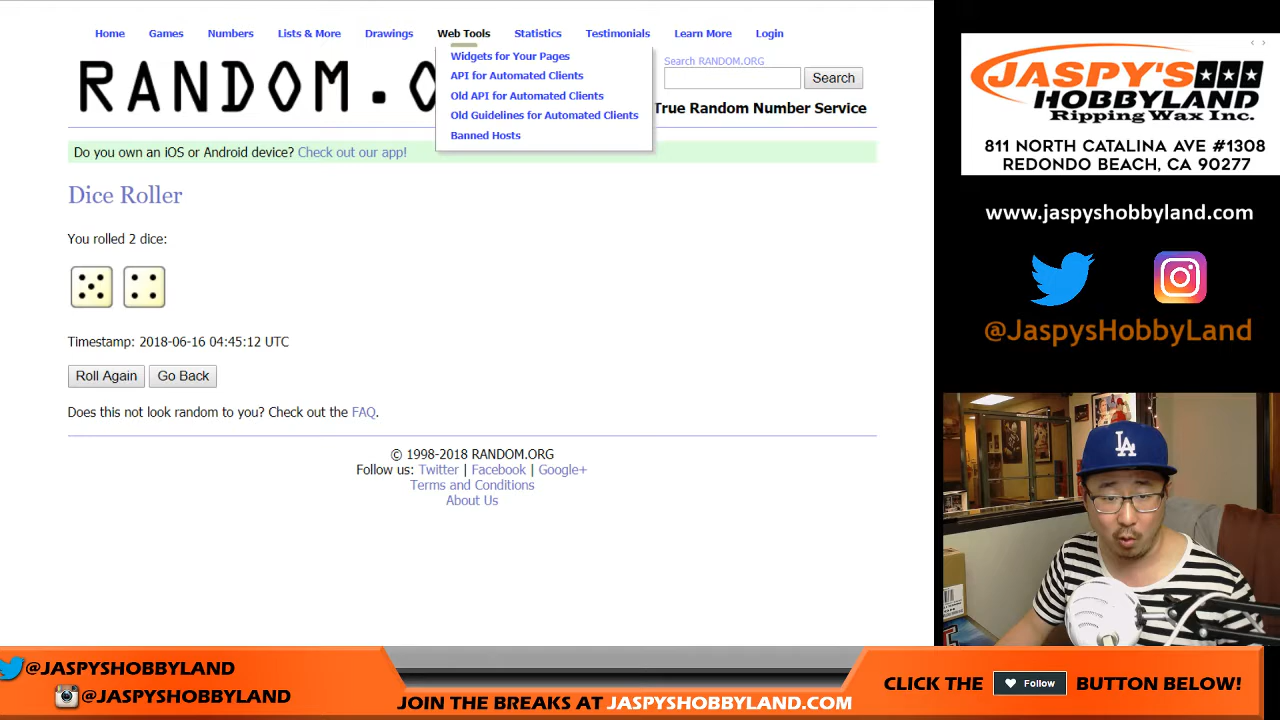 Home Games Numbers Lists & More Drawings Web Tools Statistics Testimonials Learn More Login
Widgets for Your Pages
API for Automated Clients
Old API for Automated Clients
Old Guidelines for Automated Clients
Banned Hosts
RANDOM.O
Search RANDOM.ORG
Search
True Random Number Service
Do you own an iOS or Android device? Check out our app!
Dice Roller
You rolled 2 dice:
Timestamp: 2018-06-16 04:45:12 UTC
Roll Again Go Back
Does this not look random to you? Check out the FAQ.
© 1998-2018 RANDOM.ORG
Follow us: Twitter | Facebook | Google+
Terms and Conditions
About Us
JASPY'S
HOBBYLAND
Ripping Wax Inc.
811 NORTH CATALINA AVE #1308
REDONDO BEACH, CA 90277
www.jaspyshobbyland.com
@JaspysHobbyLand
LA
@JASPYSHOBBYLAND
@JASPYSHOBBYLAND
JOIN THE BREAKS AT JASPYSHOBBYLAND.COM
CLICK THE Follow BUTTON BELOW!